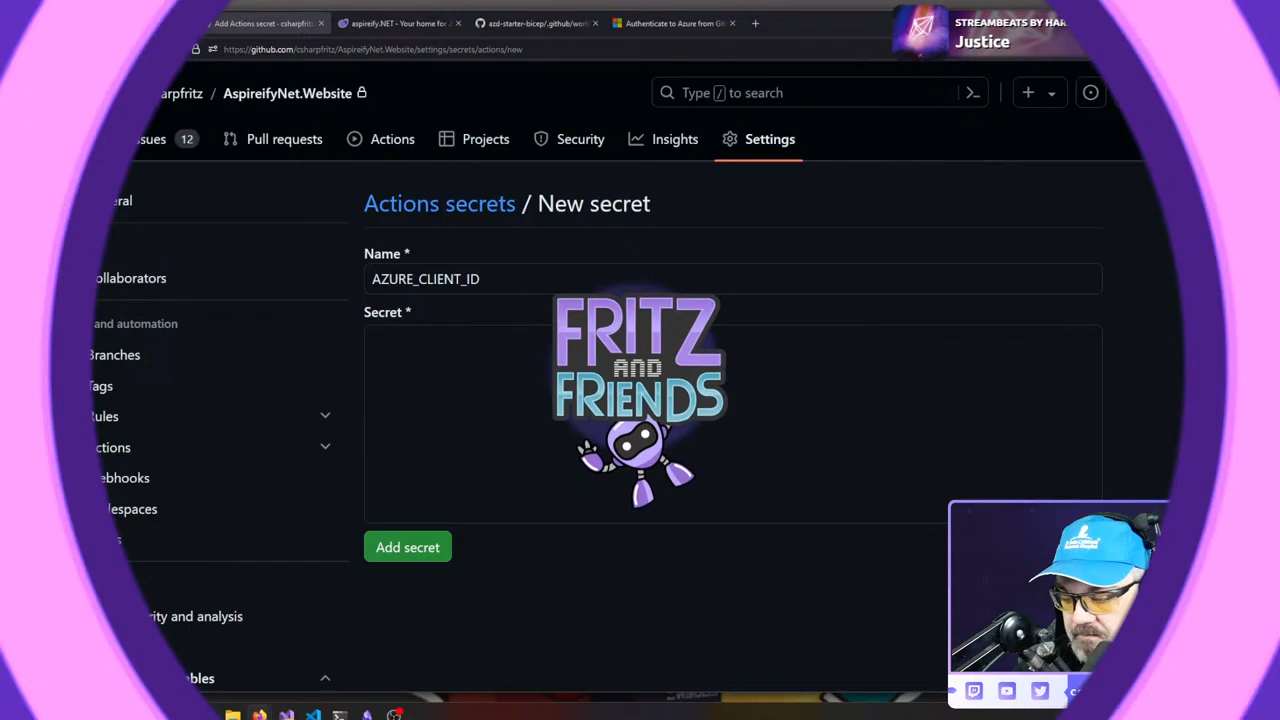 Add Actions secret - csharpfritz
aspireify.NET - Your home for
azd-starter-bicep/.github/work
Authenticate to Azure from Git
STREAMBEATS BY HAR
Justice
https://github.com/csharpfritz/AspireifyNet.Website/settings/secrets/actions/new
arpfritz / AspireifyNet.Website
Type / to search
sues 12
Pull requests
Actions
Projects
Security
Insights
Settings
eral
Actions secrets / New secret
Name *
ollaborators
AZURE_CLIENT_ID
Secret *
and automation
FRITZ
AND
FRIENDS
Branches
Tags
Rules
ctions
ebhooks
lespaces
s
Add secret
rity and analysis
bles